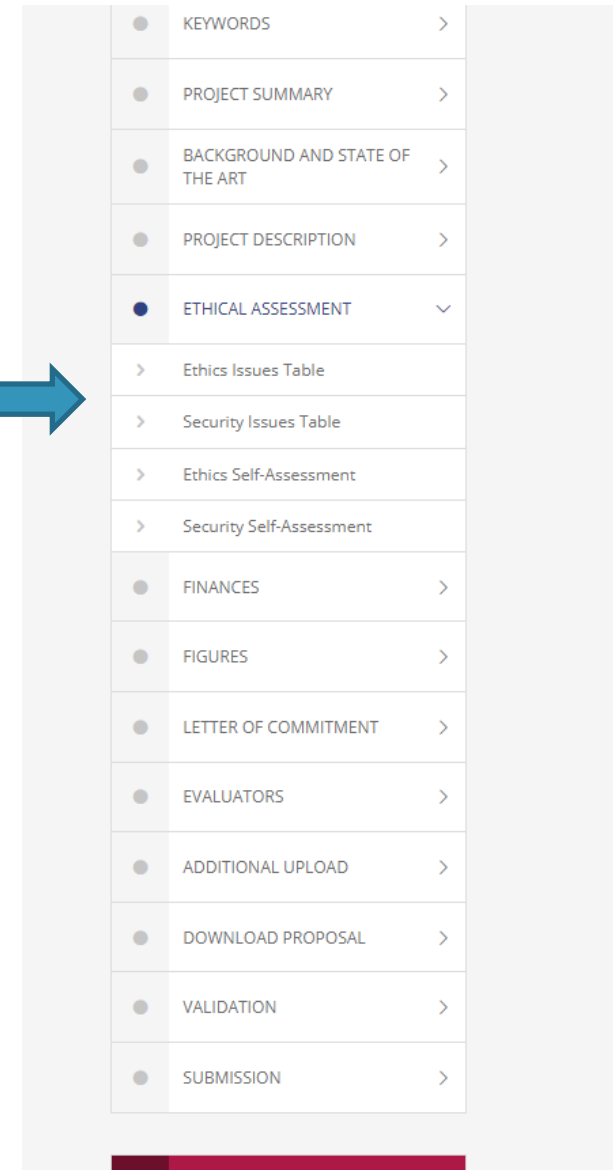 KEYWORDS
PROJECT SUMMARY
BACKGROUND AND STATE OF
THE ART
PROJECT DESCRIPTION
ETHICAL ASSESSMENT
Ethics Issues Table
Security Issues Table
Ethics Self-Assessment
Security Self-Assessment
FINANCES
FIGURES
LETTER OF COMMITMENT
EVALUATORS
ADDITIONAL UPLOAD
DOWNLOAD PROPOSAL
VALIDATION
SUBMISSION